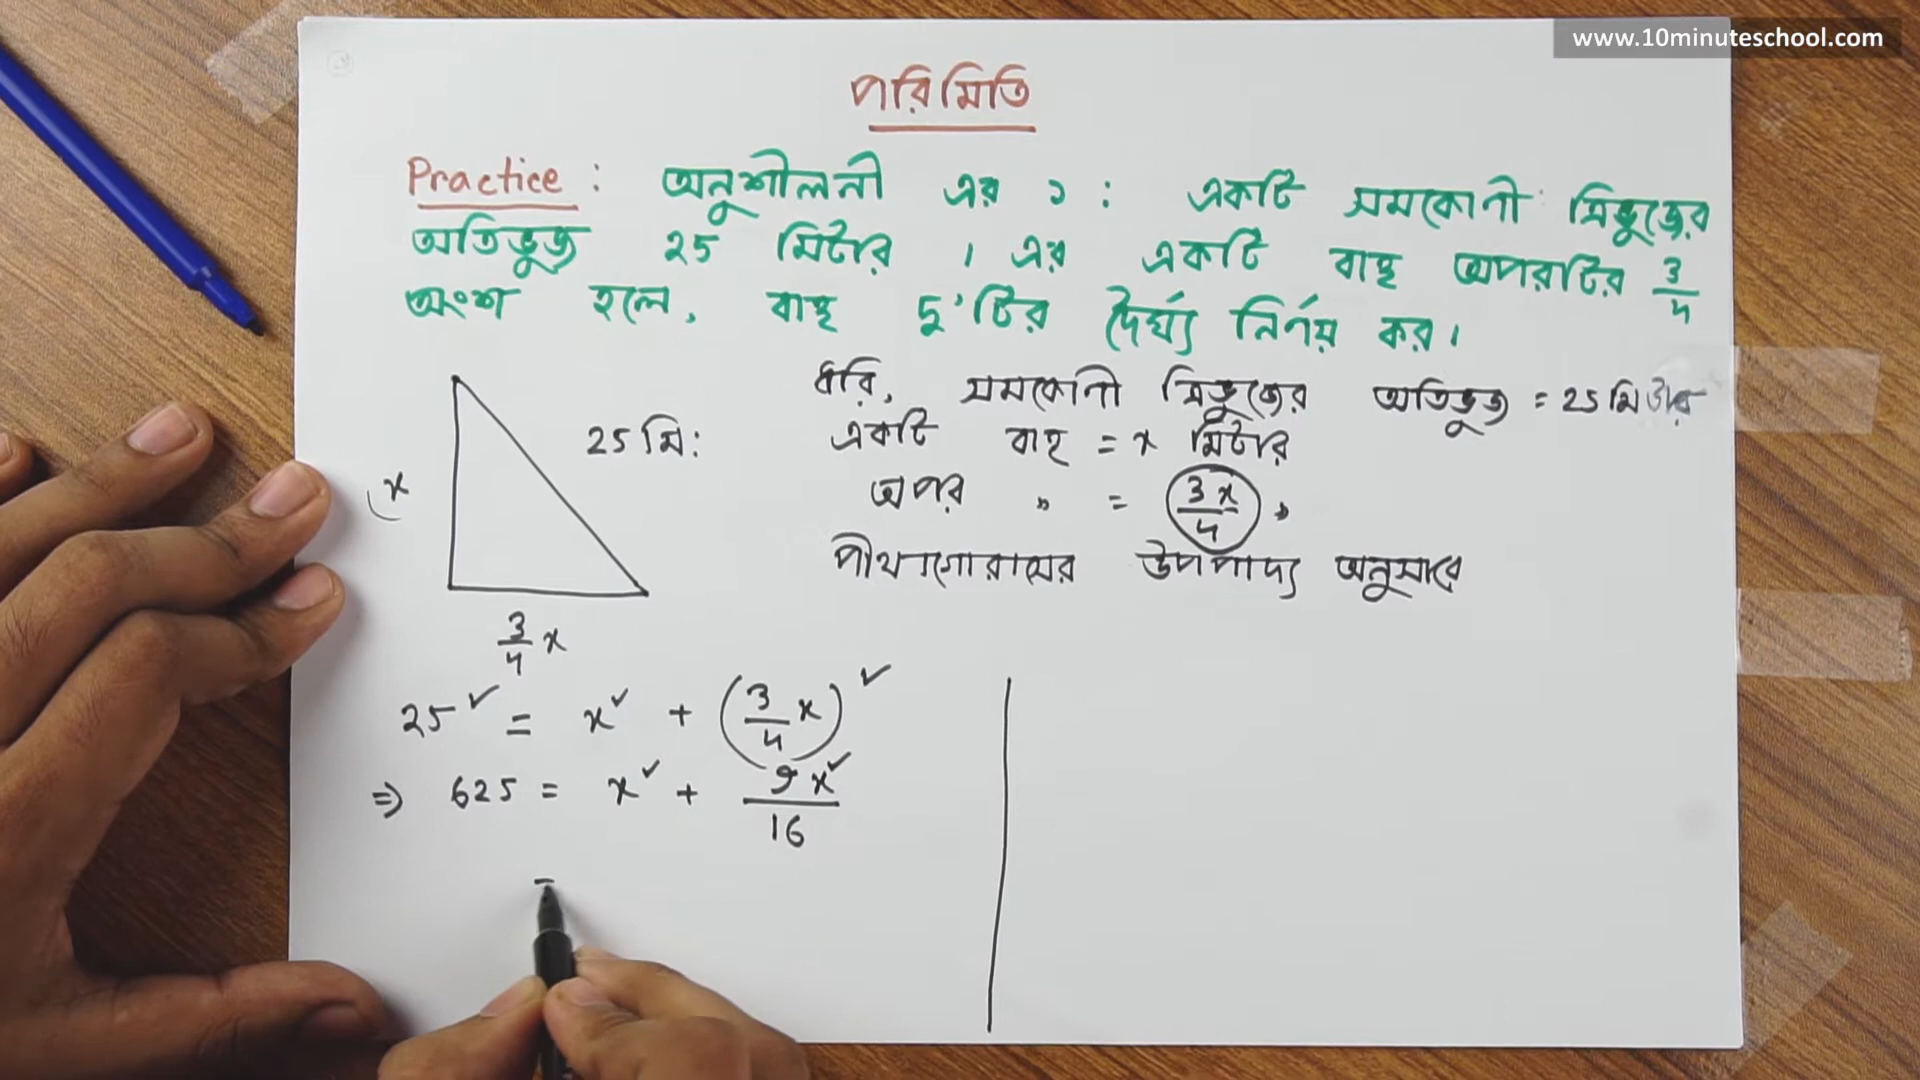 www.10minuteschool.com
পরিমিতি
Practice : অনুশীলনী এর ১ : একটি সমকোণী ত্রিভুজের
অতিভুজ 25 মিটার । এর একটি বাহু অপরটির 3/4
অংশ হলে, বাহু দু'টির দৈর্ঘ্য নির্ণয় কর।
ধরি, সমকোণী ত্রিভুজের অতিভুজ = 25 মিটার
25 মি:
একটি বাহু = x মিটার
x
অপর " = 3x/4 "
পীথাগোরাসের উপপাদ্য অনুসারে
3/4 x
25² = x² + (3/4 x)²
⇒ 625 = x² + 9x²/16